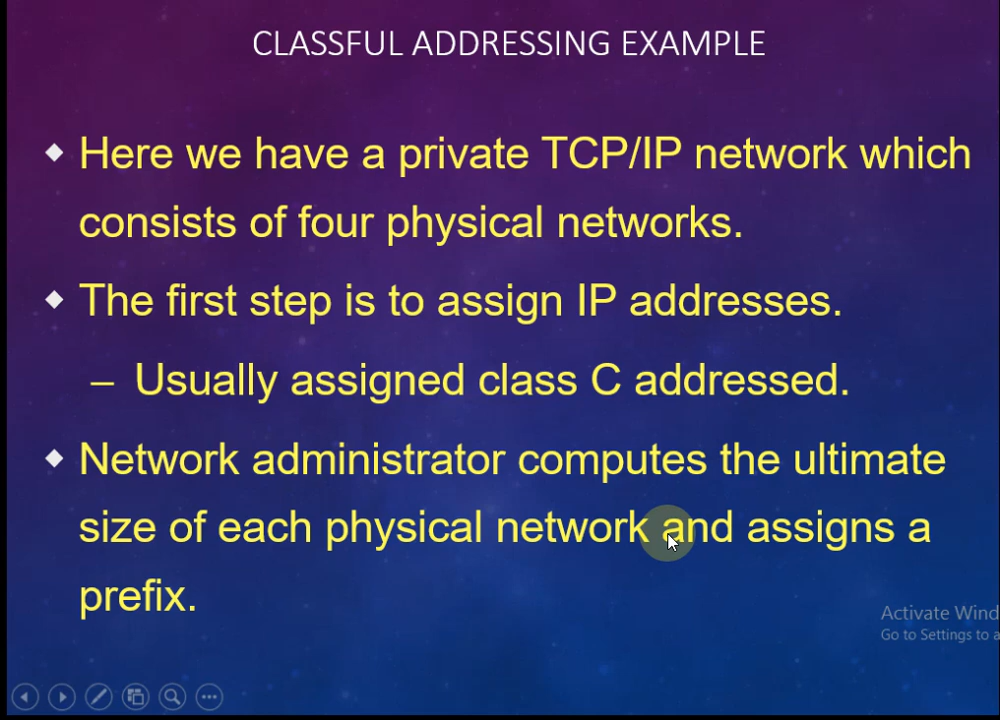 CLASSFUL ADDRESSING EXAMPLE
Here we have a private TCP/IP network which
consists of four physical networks.
The first step is to assign IP addresses.
– Usually assigned class C addressed.
Network administrator computes the ultimate
size of each physical network and assigns a
prefix.
Activate Wind
Go to Settings to a